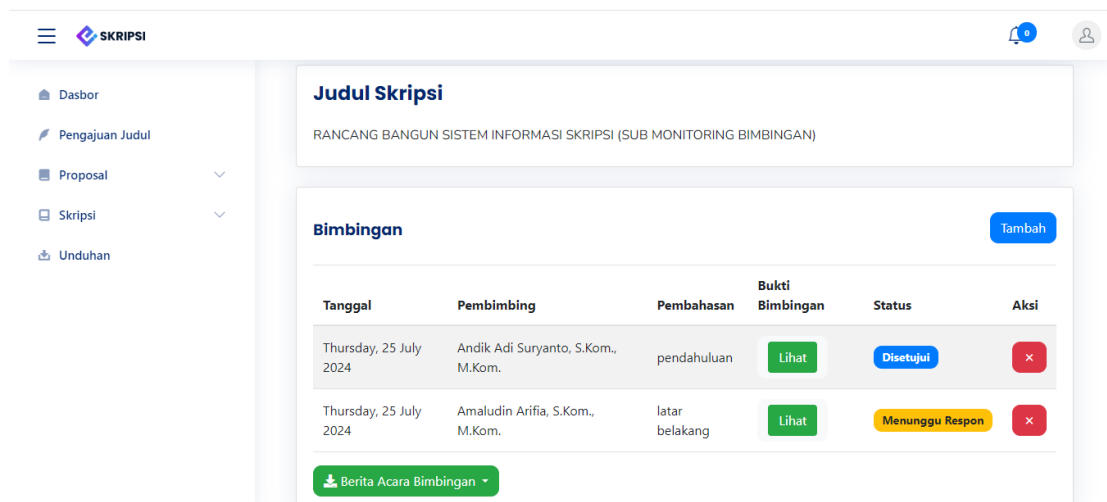 SKRIPSI
0
Dasbor
Pengajuan Judul
Proposal
Skripsi
Unduhan
Judul Skripsi
RANCANG BANGUN SISTEM INFORMASI SKRIPSI (SUB MONITORING BIMBINGAN)
Bimbingan
Tambah
Tanggal Pembimbing Pembahasan Bukti Bimbingan Status Aksi
Thursday, 25 July Andik Adi Suryanto, S.Kom., pendahuluan Lihat Disetujui ×
2024 M.Kom.
Thursday, 25 July Amaludin Arifia, S.Kom., latar Lihat Menunggu Respon ×
2024 M.Kom. belakang
Berita Acara Bimbingan